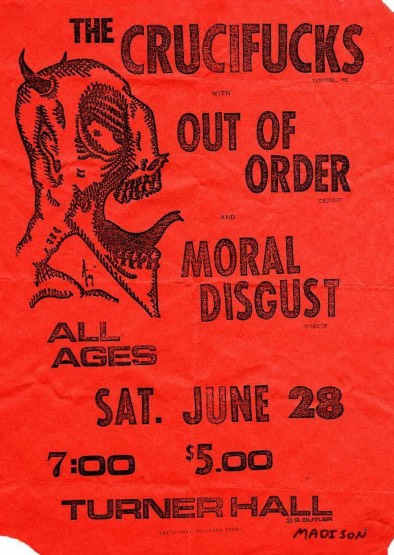 THE CRUCIFUCKS
LANSING, MI
WITH
OUT OF
ORDER
CHICAGO
AND
MORAL
DISGUST
ALL
AGES
SAT. JUNE 28
7:00 $5.00
TURNER HALL
21 S. BUTLER
MADISON